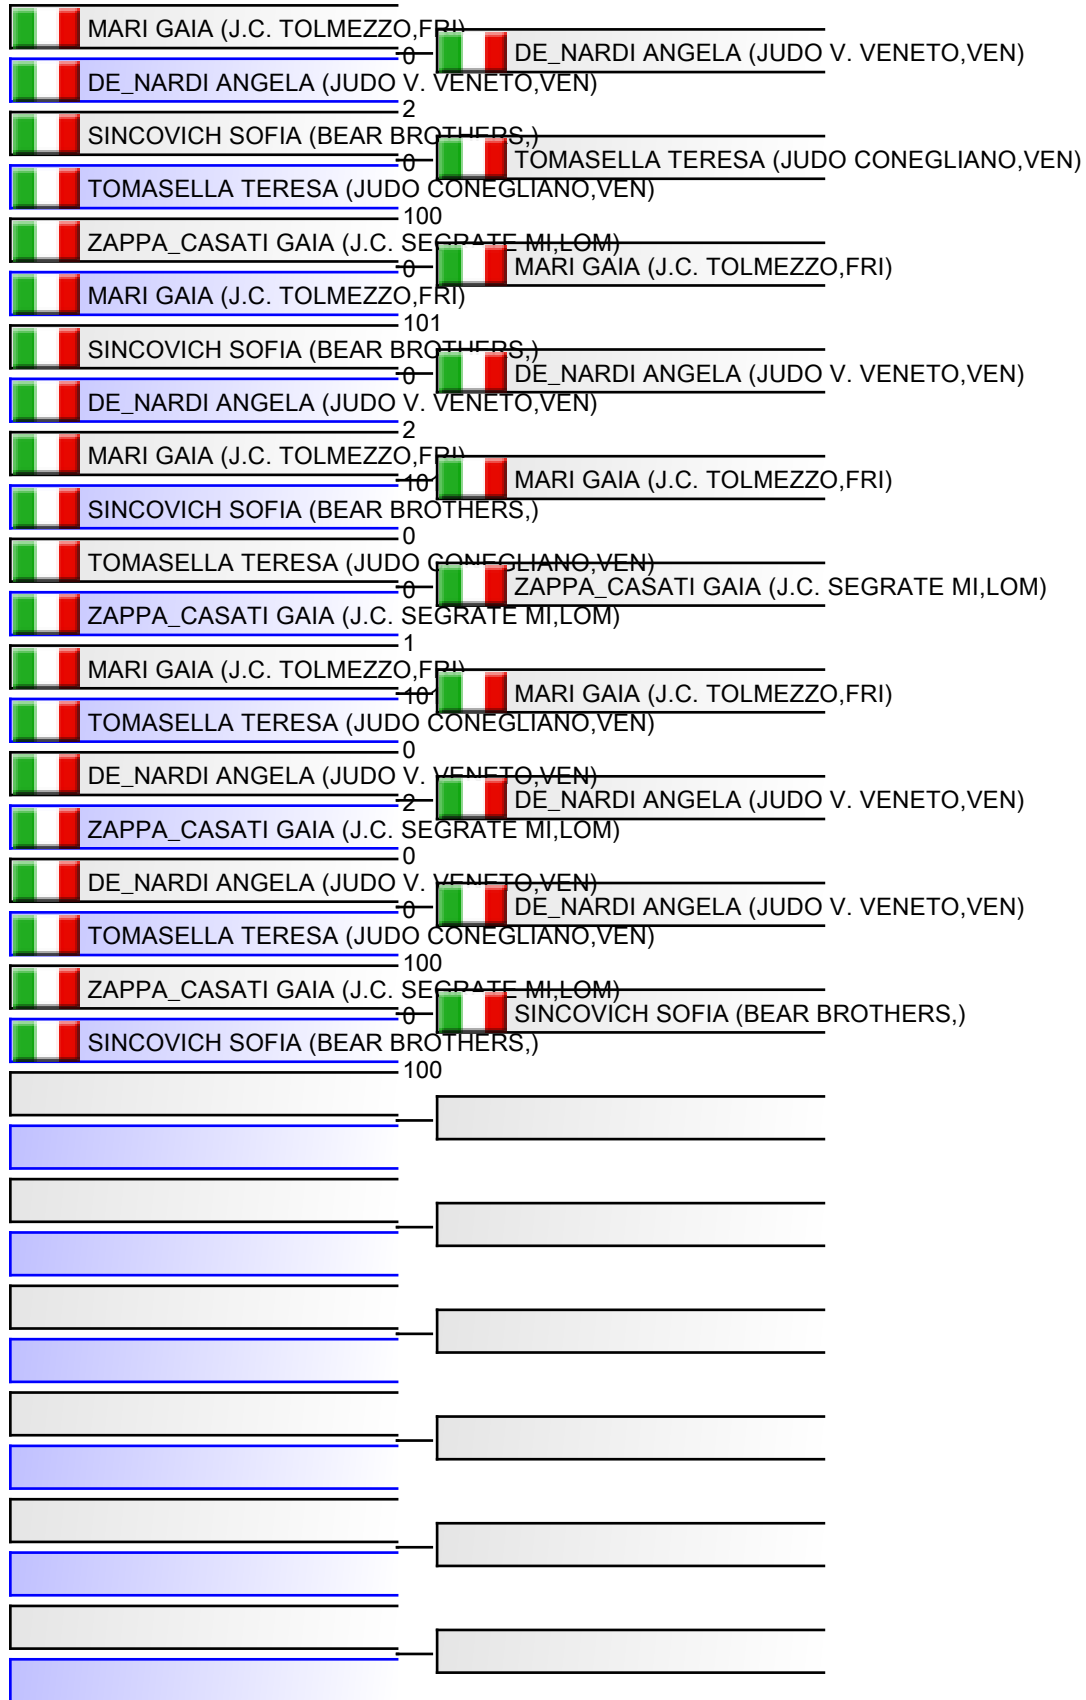 MARI GAIA (J.C. TOLMEZZO,FRI)
0
DE_NARDI ANGELA (JUDO V. VENETO,VEN)
DE_NARDI ANGELA (JUDO V. VENETO,VEN)
2
SINCOVICH SOFIA (BEAR BROTHERS,)
0
TOMASELLA TERESA (JUDO CONEGLIANO,VEN)
TOMASELLA TERESA (JUDO CONEGLIANO,VEN)
100
ZAPPA_CASATI GAIA (J.C. SEGRATE MI,LOM)
0
MARI GAIA (J.C. TOLMEZZO,FRI)
MARI GAIA (J.C. TOLMEZZO,FRI)
101
SINCOVICH SOFIA (BEAR BROTHERS,)
0
DE_NARDI ANGELA (JUDO V. VENETO,VEN)
DE_NARDI ANGELA (JUDO V. VENETO,VEN)
2
MARI GAIA (J.C. TOLMEZZO,FRI)
MARI GAIA (J.C. TOLMEZZO,FRI)
SINCOVICH SOFIA (BEAR BROTHERS,)
0
TOMASELLA TERESA (JUDO CONEGLIANO,VEN)
0
ZAPPA_CASATI GAIA (J.C. SEGRATE MI,LOM)
ZAPPA_CASATI GAIA (J.C. SEGRATE MI,LOM)
1
MARI GAIA (J.C. TOLMEZZO,FRI)
MARI GAIA (J.C. TOLMEZZO,FRI)
TOMASELLA TERESA (JUDO CONEGLIANO,VEN)
0
DE_NARDI ANGELA (JUDO V. VENETO,VEN)
2
DE_NARDI ANGELA (JUDO V. VENETO,VEN)
ZAPPA_CASATI GAIA (J.C. SEGRATE MI,LOM)
0
DE_NARDI ANGELA (JUDO V. VENETO,VEN)
0
DE_NARDI ANGELA (JUDO V. VENETO,VEN)
TOMASELLA TERESA (JUDO CONEGLIANO,VEN)
100
ZAPPA_CASATI GAIA (J.C. SEGRATE MI,LOM)
0
SINCOVICH SOFIA (BEAR BROTHERS,)
SINCOVICH SOFIA (BEAR BROTHERS,)
100